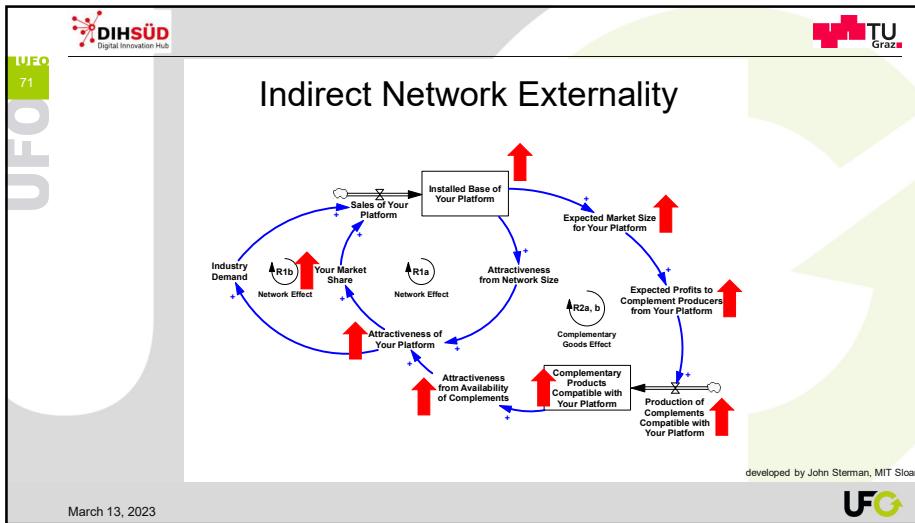 DIHSÜD
Digital Innovation Hub
TU
Graz
UFO
71
UFO
Indirect Network Externality
Installed Base of
Your Platform
Sales of Your
Platform
Expected Market Size
for Your Platform
Industry
Demand
R1b
Network Effect
Your Market
Share
R1a
Network Effect
Attractiveness
from Network Size
Expected Profits to
Complement Producers
from Your Platform
R2a, b
Complementary
Goods Effect
Attractiveness of
Your Platform
Attractiveness
from Availability
of Complements
Complementary
Products
Compatible with
Your Platform
Production of
Complements
Compatible with
Your Platform
+
+
+
+
+
+
+
+
+
+
+
+
developed by John Sterman, MIT Sloan
March 13, 2023
UFO